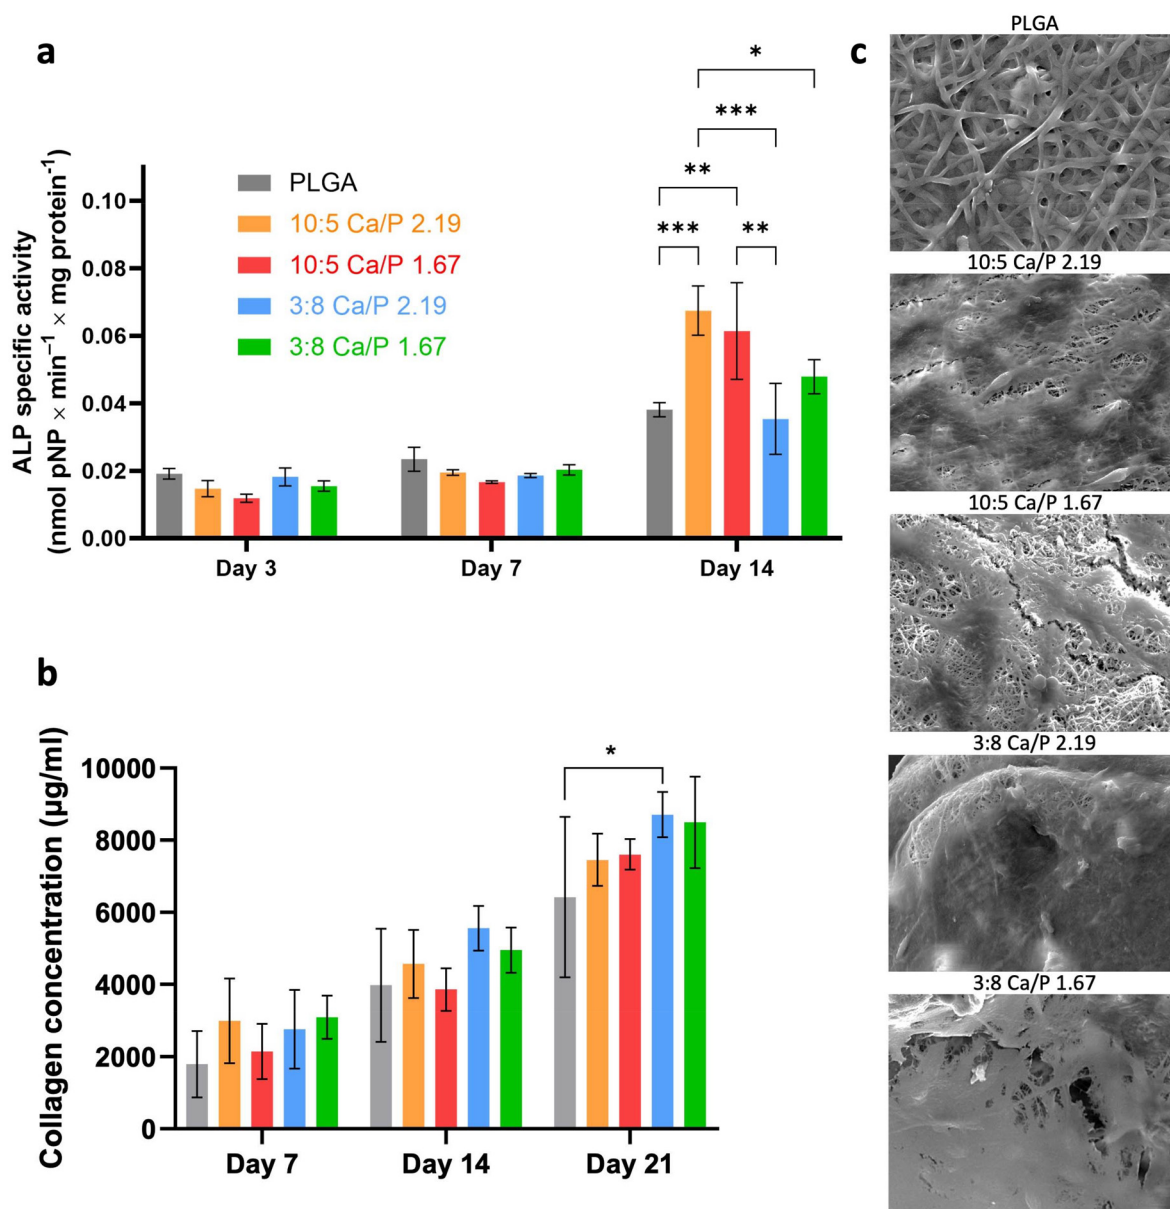 a
ALP specific activity
(nmol pNP × min⁻¹ × mg protein⁻¹)
0.10
0.08
0.06
0.04
0.02
0.00
PLGA
10:5 Ca/P 2.19
10:5 Ca/P 1.67
3:8 Ca/P 2.19
3:8 Ca/P 1.67
*
***
**
***
**
Day 3
Day 7
Day 14
b
Collagen concentration (µg/ml)
10000
8000
6000
4000
2000
0
*
Day 7
Day 14
Day 21
c
PLGA
10:5 Ca/P 2.19
10:5 Ca/P 1.67
3:8 Ca/P 2.19
3:8 Ca/P 1.67